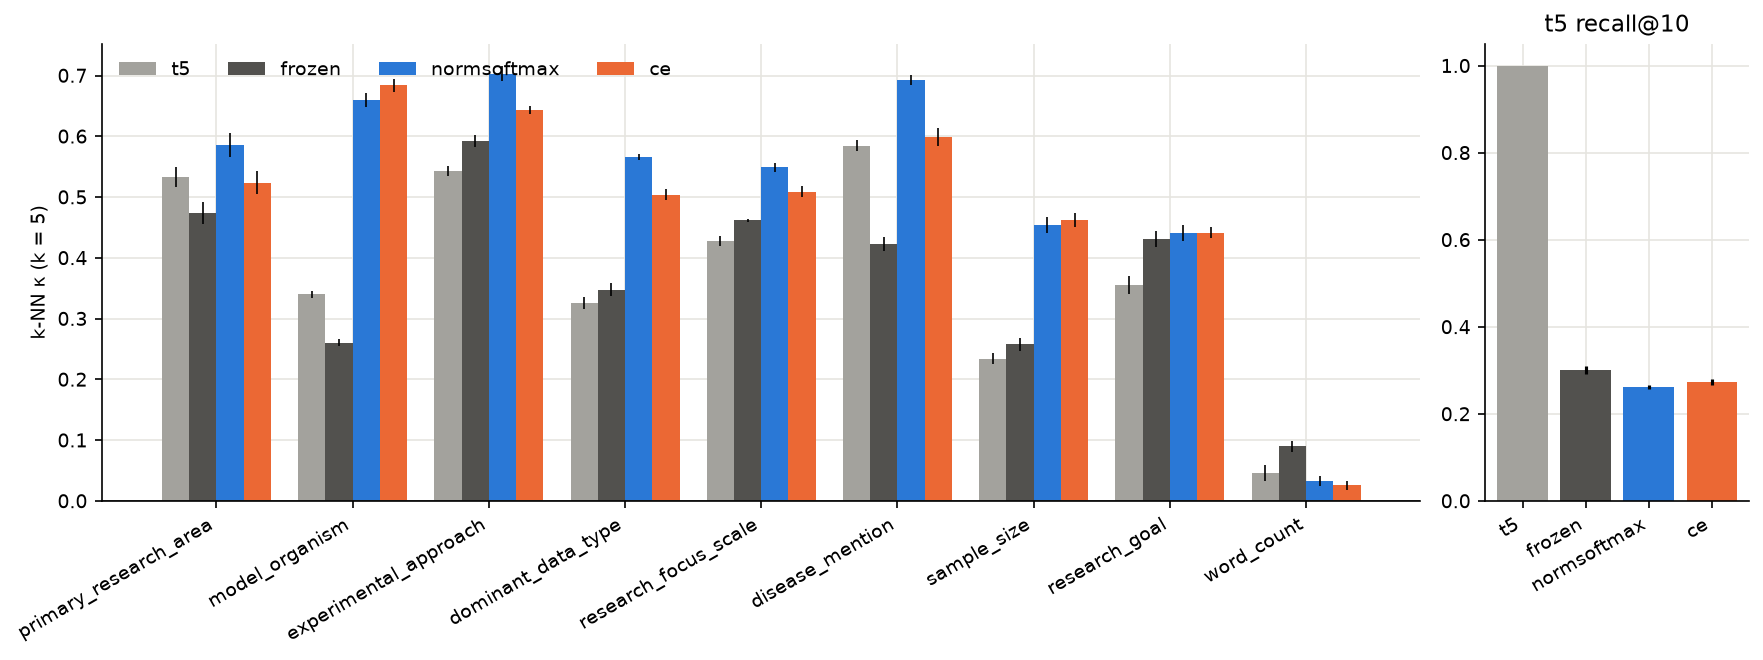 t5 recall@10
t5 frozen normsoftmax ce
k-NN κ (k = 5)
0.7
0.6
0.5
0.4
0.3
0.2
0.1
0.0
primary_research_area
model_organism
experimental_approach
dominant_data_type
research_focus_scale
disease_mention
sample_size
research_goal
word_count
1.0
0.8
0.6
0.4
0.2
0.0
t5
frozen
normsoftmax
ce